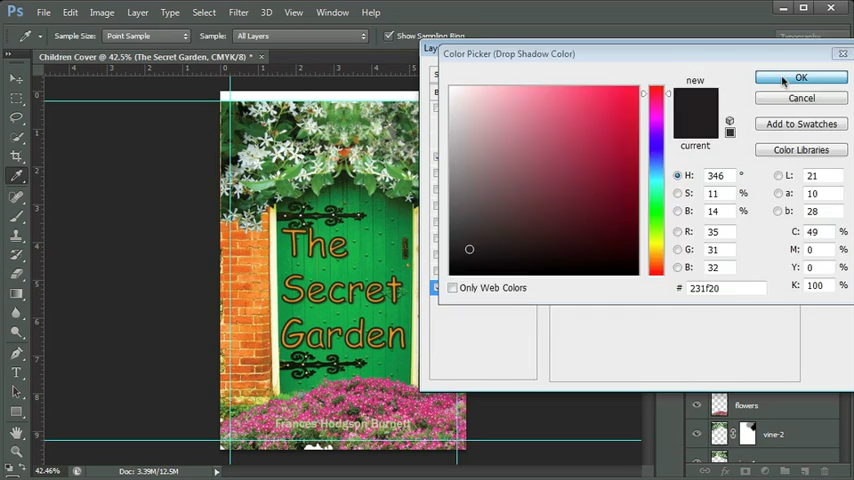 Ps File Edit Image Layer Type Select Filter 3D View Window Help
Sample Size: Point Sample Sample: All Layers Show Sampling Ring
Children Cover @ 42.5% (The Secret Garden, CMYK/8) * ×
Color Picker (Drop Shadow Color)
new
current
OK
Cancel
Add to Swatches
Color Libraries
H: 346 ° L: 21
S: 11 % a: 10
B: 14 % b: 28
R: 35 C: 49 %
G: 31 M: 0 %
B: 32 Y: 0 %
# 231f20 K: 100 %
Only Web Colors
The
Secret
Garden
Frances Hodgson Burnett
flowers
vine-2
42.46% Doc: 3.39M/12.5M